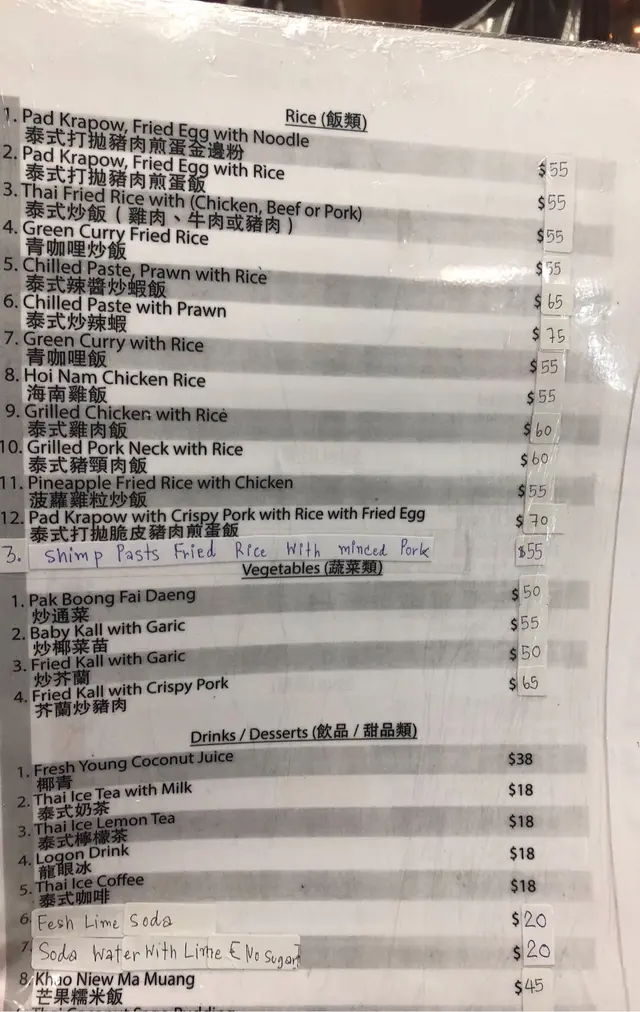 Rice (飯類)
1. Pad Krapow, Fried Egg with Noodle $55
泰式打拋豬肉煎蛋金邊粉
2. Pad Krapow, Fried Egg with Rice $55
泰式打拋豬肉煎蛋飯
3. Thai Fried Rice with (Chicken, Beef or Pork) $55
泰式炒飯 ( 雞肉、牛肉或豬肉 )
4. Green Curry Fried Rice $55
青咖哩炒飯
5. Chilled Paste, Prawn with Rice $65
泰式辣醬炒蝦飯
6. Chilled Paste with Prawn $75
泰式炒辣蝦
7. Green Curry with Rice $55
青咖哩飯
8. Hoi Nam Chicken Rice $55
海南雞飯
9. Grilled Chicken with Rice $60
泰式雞肉飯
10. Grilled Pork Neck with Rice $60
泰式豬頸肉飯
11. Pineapple Fried Rice with Chicken $55
菠蘿雞粒炒飯
12. Pad Krapow with Crispy Pork with Rice with Fried Egg $70
泰式打拋脆皮豬肉煎蛋飯
3. Shimp Pasts Fried Rice With minced Pork $55
Vegetables (蔬菜類)
1. Pak Boong Fai Daeng $50
炒通菜
2. Baby Kall with Garic $55
炒椰菜苗
3. Fried Kall with Garic $50
炒芥蘭
4. Fried Kall with Crispy Pork $65
芥蘭炒豬肉
Drinks / Desserts (飲品 / 甜品類)
1. Fresh Young Coconut Juice $38
椰青
2. Thai Ice Tea with Milk $18
泰式奶茶
3. Thai Ice Lemon Tea $18
泰式檸檬茶
4. Logon Drink $18
龍眼冰
5. Thai Ice Coffee $18
泰式咖啡
6. Fesh Lime Soda $20
7. Soda Water With Lime [No Sugar] $20
8. Khao Niew Ma Muang $45
芒果糯米飯